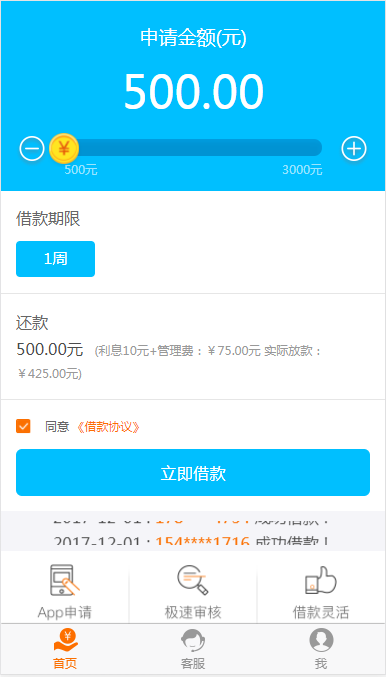 申请金额(元)
500.00
500元 3000元
借款期限
1周
还款
500.00元 (利息10元+管理费：￥75.00元 实际放款：
￥425.00元)
同意 《借款协议》
立即借款
2017-12-01 : 154****1716 成功借款！
App申请 极速审核 借款灵活
首页 客服 我